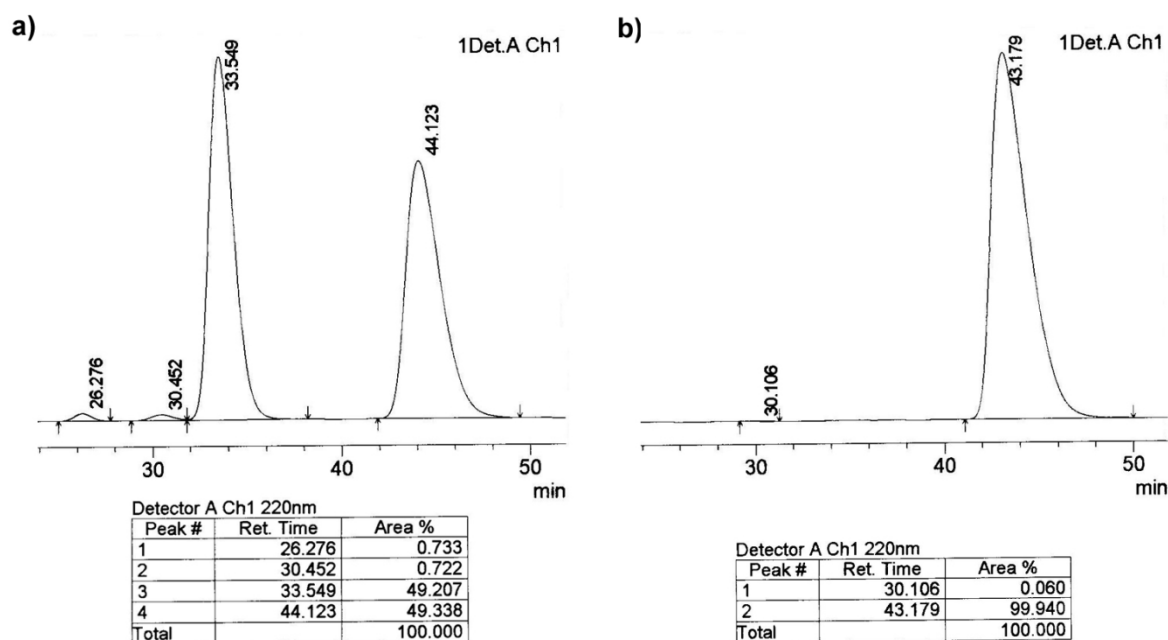 a)
1Det.A Ch1
33.549
44.123
26.276
30.452
30
40
50
min
Detector A Ch1 220nm
Peak # Ret. Time Area %
1 26.276 0.733
2 30.452 0.722
3 33.549 49.207
4 44.123 49.338
Total 100.000
b)
1Det.A Ch1
43.179
30.106
30
40
50
min
Detector A Ch1 220nm
Peak # Ret. Time Area %
1 30.106 0.060
2 43.179 99.940
Total 100.000